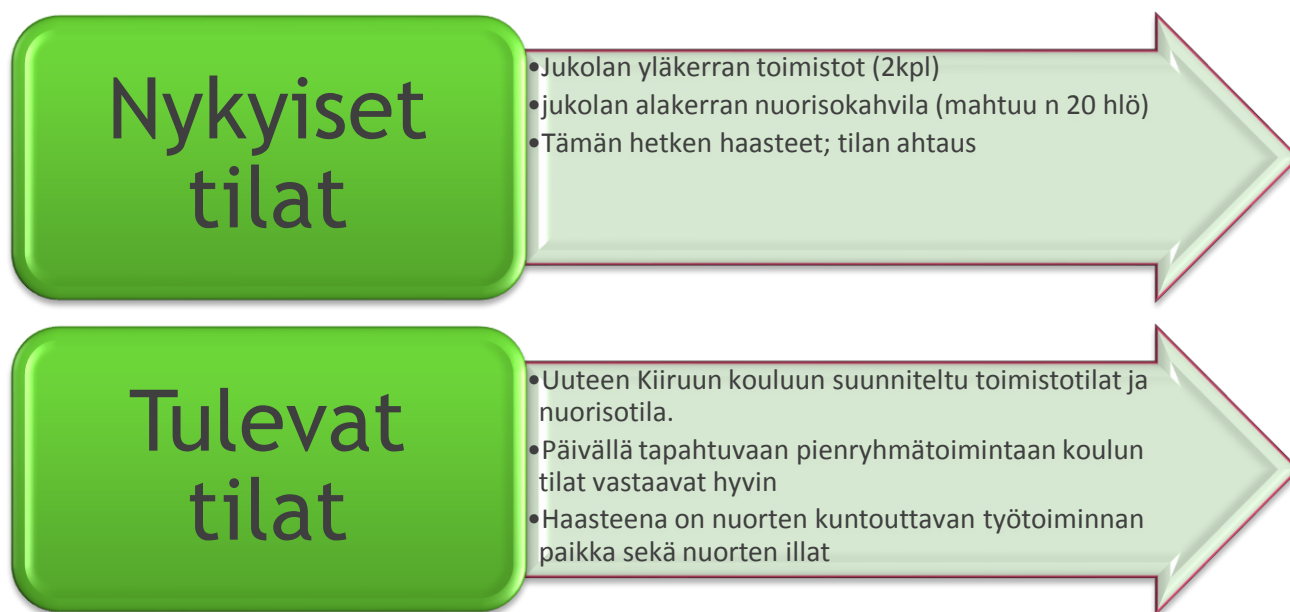 Nykyiset
tilat
•Jukolan yläkerran toimistot (2kpl)
•jukolan alakerran nuorisokahvila (mahtuu n 20 hlö)
•Tämän hetken haasteet; tilan ahtaus
Tulevat
tilat
•Uuteen Kiiruun kouluun suunniteltu toimistotilat ja
nuorisotila.
•Päivällä tapahtuvaan pienryhmätoimintaan koulun
tilat vastaavat hyvin
•Haasteena on nuorten kuntouttavan työtoiminnan
paikka sekä nuorten illat